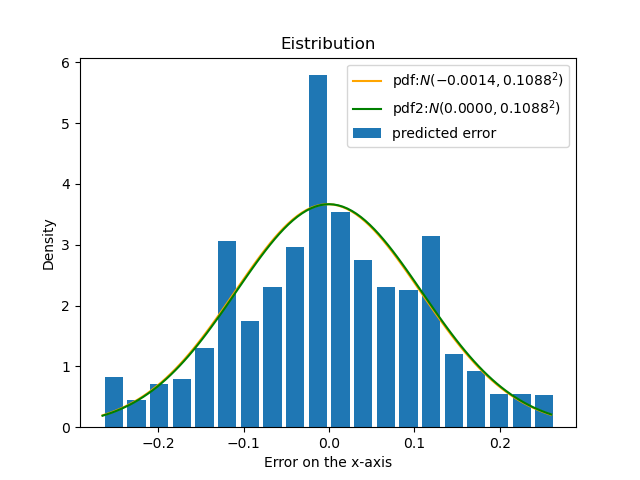 Eistribution
pdf:N(−0.0014, 0.1088²)
pdf2:N(0.0000, 0.1088²)
predicted error
6
5
4
3
2
1
0
Density
−0.2
−0.1
0.0
0.1
0.2
Error on the x-axis